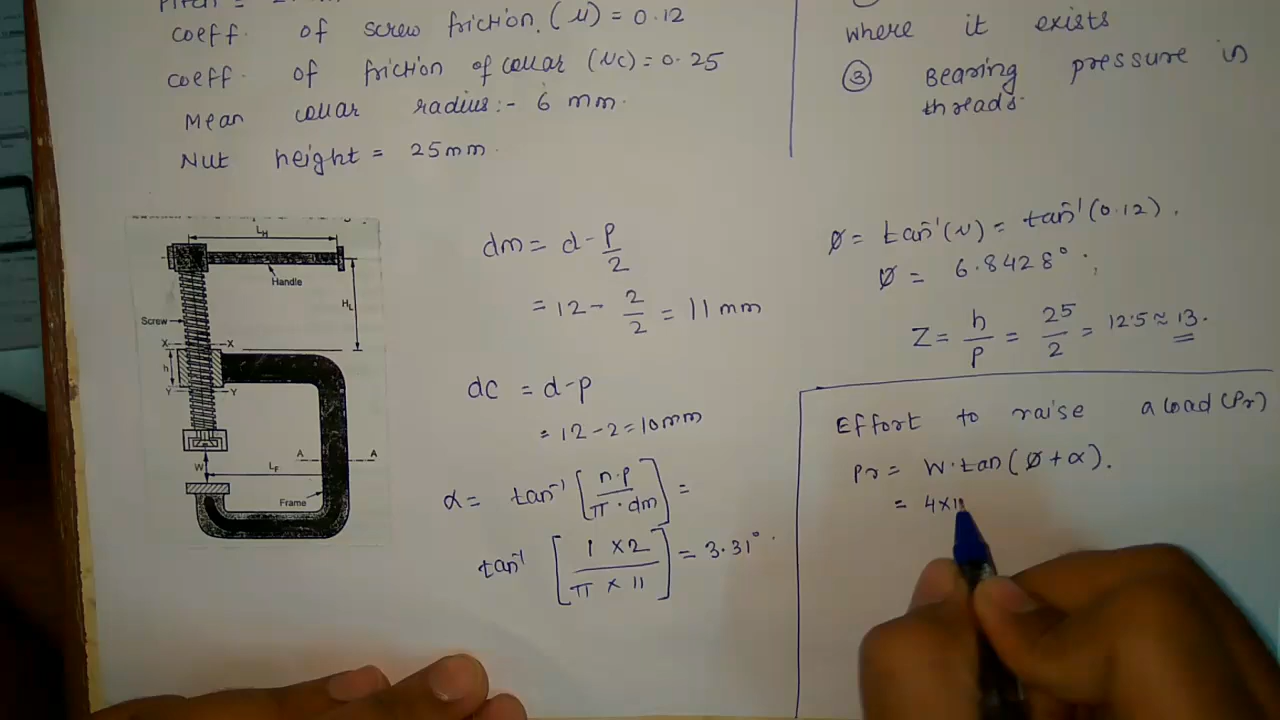 coeff. of screw friction. (μ) = 0.12
coeff. of friction of collar (μc) = 0.25
Mean collar radius:- 6 mm.
Nut height = 25mm.
where it exists
③ Bearing pressure in
threads.
LH
Handle
HL
Screw
X X
h
Y Y
W
LF
A A
Frame
dm = d - p/2
= 12 - 2/2 = 11 mm
dc = d - p
= 12 - 2 = 10mm
α = tan⁻¹ [n.p / π . dm] =
tan⁻¹ [1 × 2 / π × 11] = 3.31°.
Ø = tan⁻¹(μ) = tan⁻¹(0.12).
Ø = 6.8428°.
Z = h/p = 25/2 = 12.5 ≈ 13.
Effort to raise a load (Pr)
Pr = W.tan(Ø + α).
= 4×1